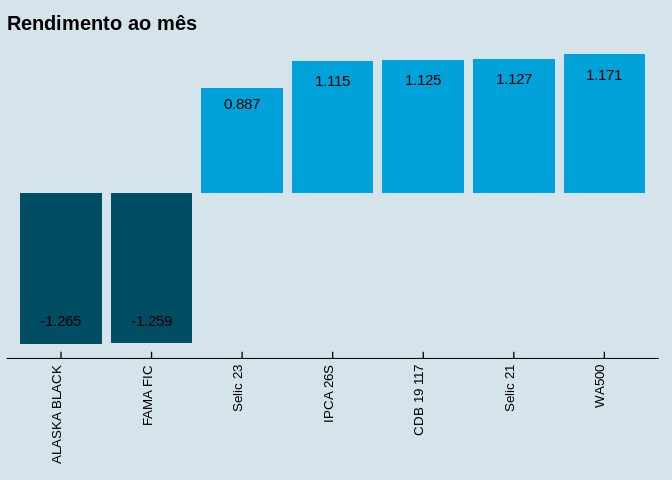 Rendimento ao mês
1.171
1.127
1.125
1.115
0.887
-1.265
-1.259
ALASKA BLACK
FAMA FIC
Selic 23
IPCA 26S
CDB 19 117
Selic 21
WA500